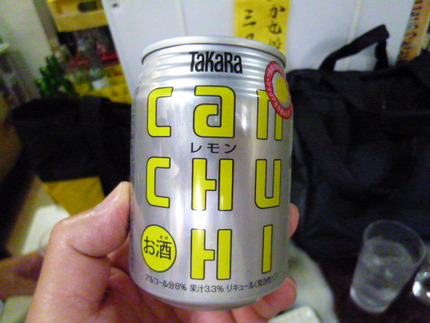 TaKaRa
can
レモン
CHU
お酒
HI
アルコール分8% 果汁3.3% リキュール(発泡性)①